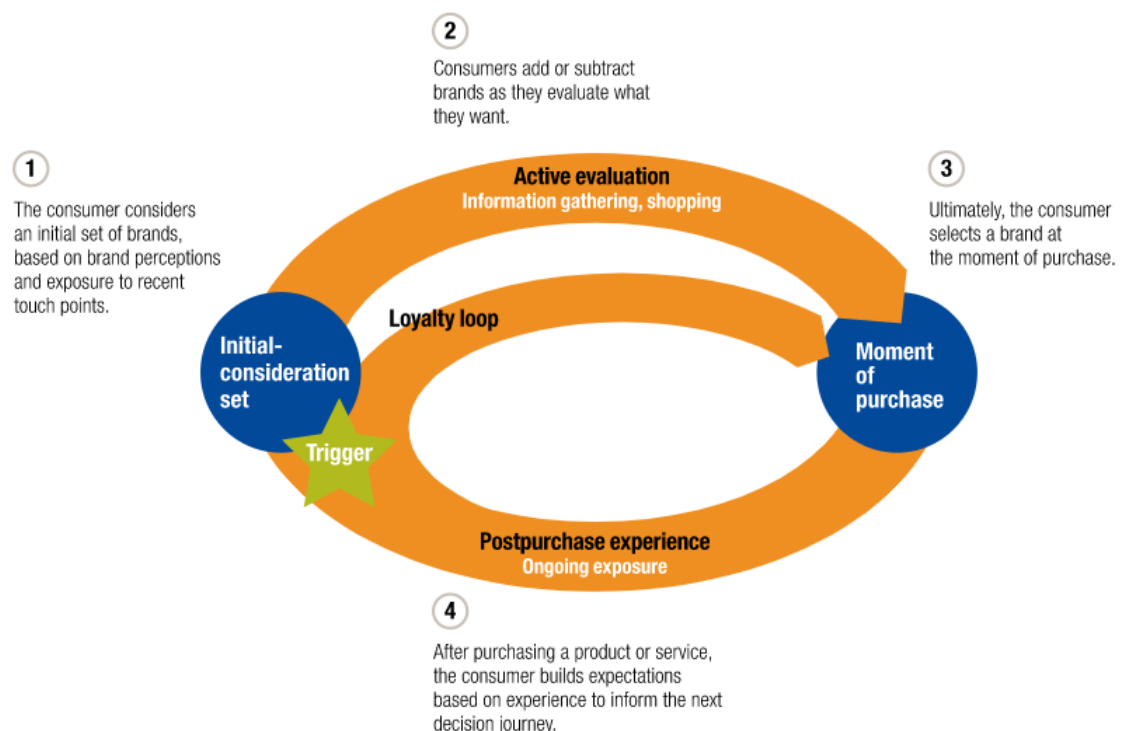 2
Consumers add or subtract
brands as they evaluate what
they want.
1
The consumer considers
an initial set of brands,
based on brand perceptions
and exposure to recent
touch points.
Active evaluation
Information gathering, shopping
3
Ultimately, the consumer
selects a brand at
the moment of purchase.
Loyalty loop
Initial-
consideration
set
Moment
of
purchase
Trigger
Postpurchase experience
Ongoing exposure
4
After purchasing a product or service,
the consumer builds expectations
based on experience to inform the next
decision journey.